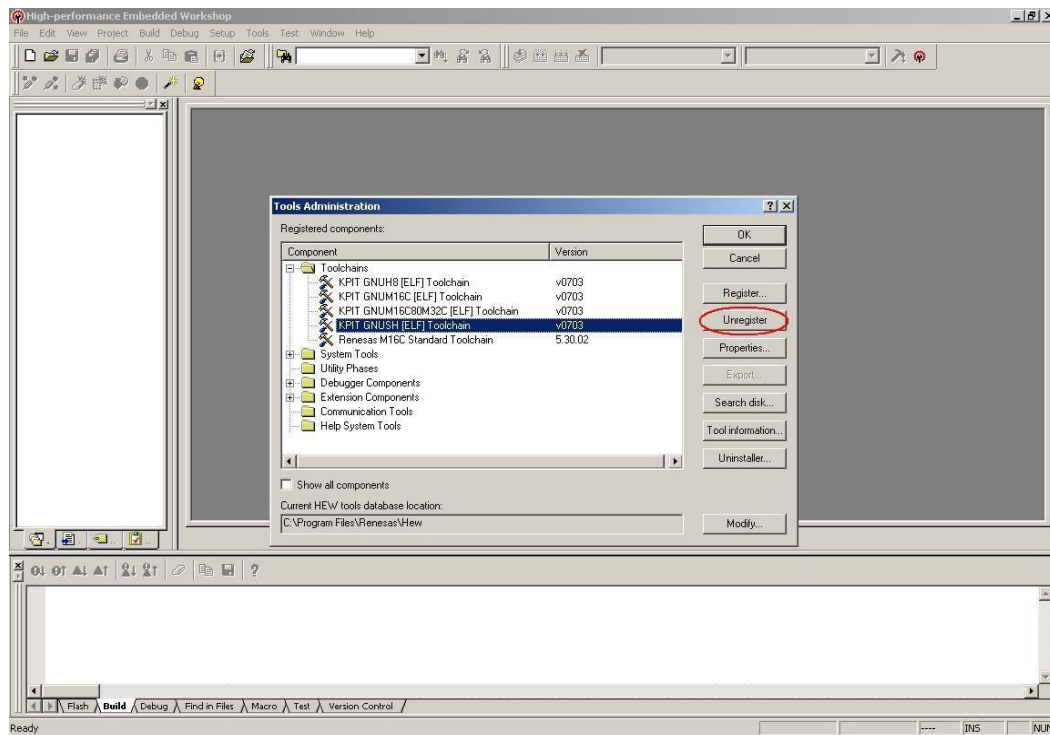 High-performance Embedded Workshop
File Edit View Project Build Debug Setup Tools Test Window Help
Tools Administration
Registered components:
Component Version
Toolchains
KPIT GNUH8 [ELF] Toolchain v0703
KPIT GNUM16C [ELF] Toolchain v0703
KPIT GNUM16C80M32C [ELF] Toolchain v0703
KPIT GNUSH [ELF] Toolchain v0703
Renesas M16C Standard Toolchain 5.30.02
System Tools
Utility Phases
Debugger Components
Extension Components
Communication Tools
Help System Tools
Show all components
Current HEW tools database location:
C:\Program Files\Renesas\Hew
OK
Cancel
Register...
Unregister
Properties...
Export...
Search disk...
Tool information...
Uninstaller...
Modify...
Flash Build Debug Find in Files Macro Test Version Control
Ready ---- INS NUM